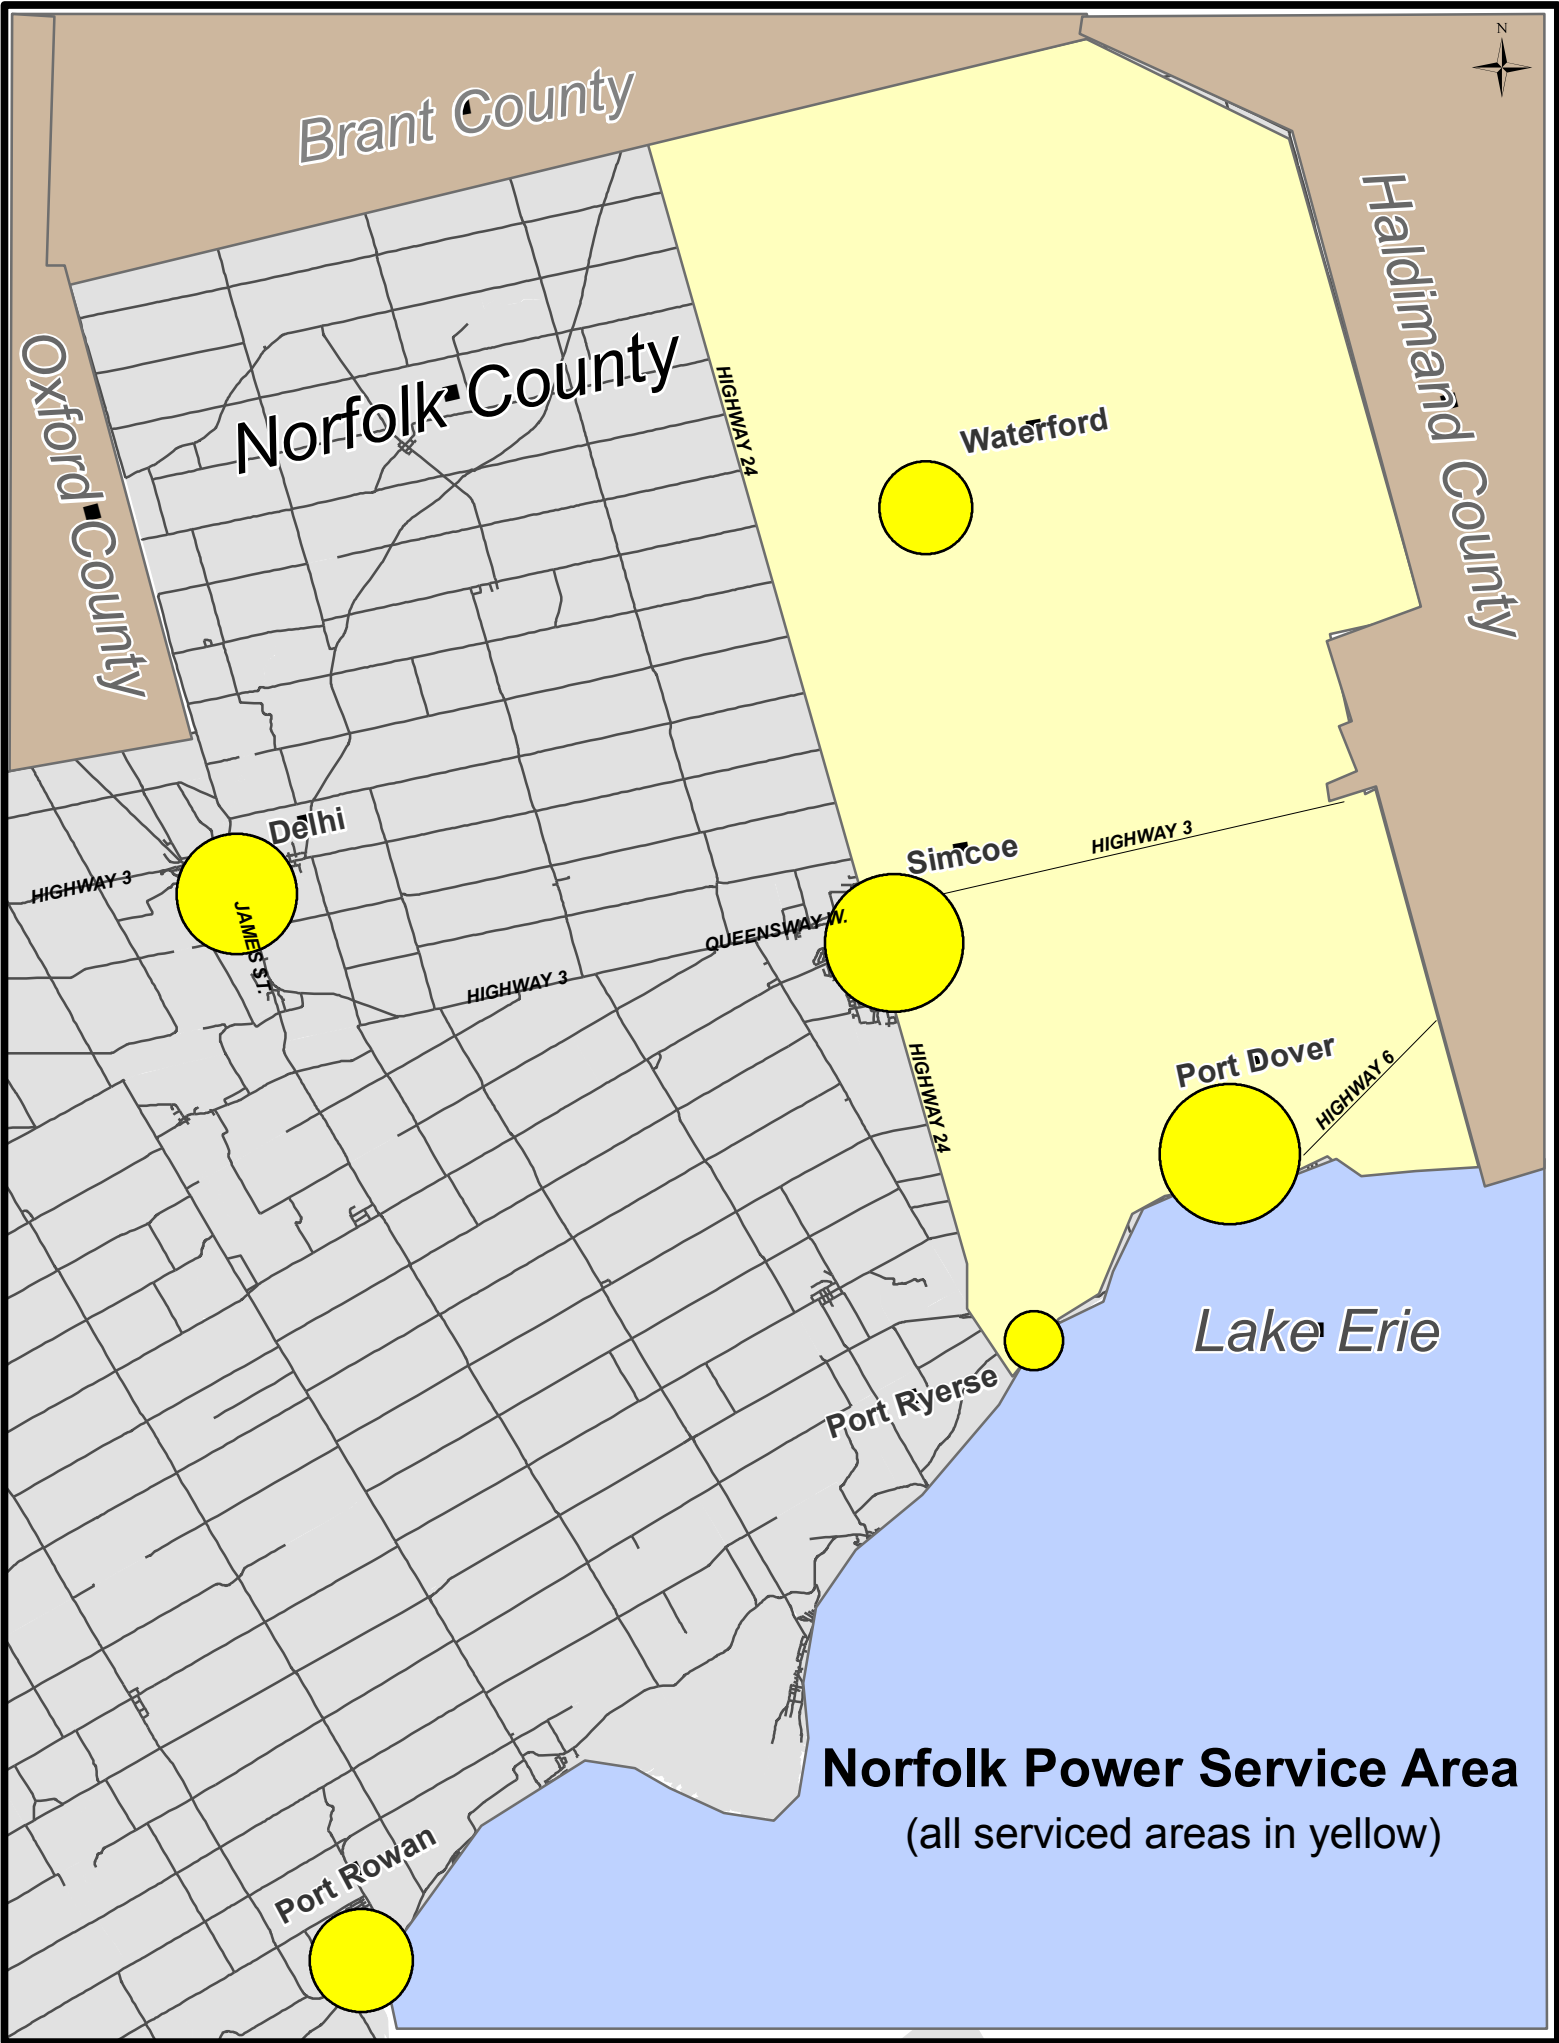 N
Brant County
Haldimand County
Oxford County
Norfolk County
HIGHWAY 24
Waterford
Delhi
HIGHWAY 3
JAMES ST.
HIGHWAY 3
QUEENSWAY W.
Simcoe
HIGHWAY 3
HIGHWAY 24
Port Dover
HIGHWAY 6
Lake Erie
Port Ryerse
Norfolk Power Service Area
(all serviced areas in yellow)
Port Rowan